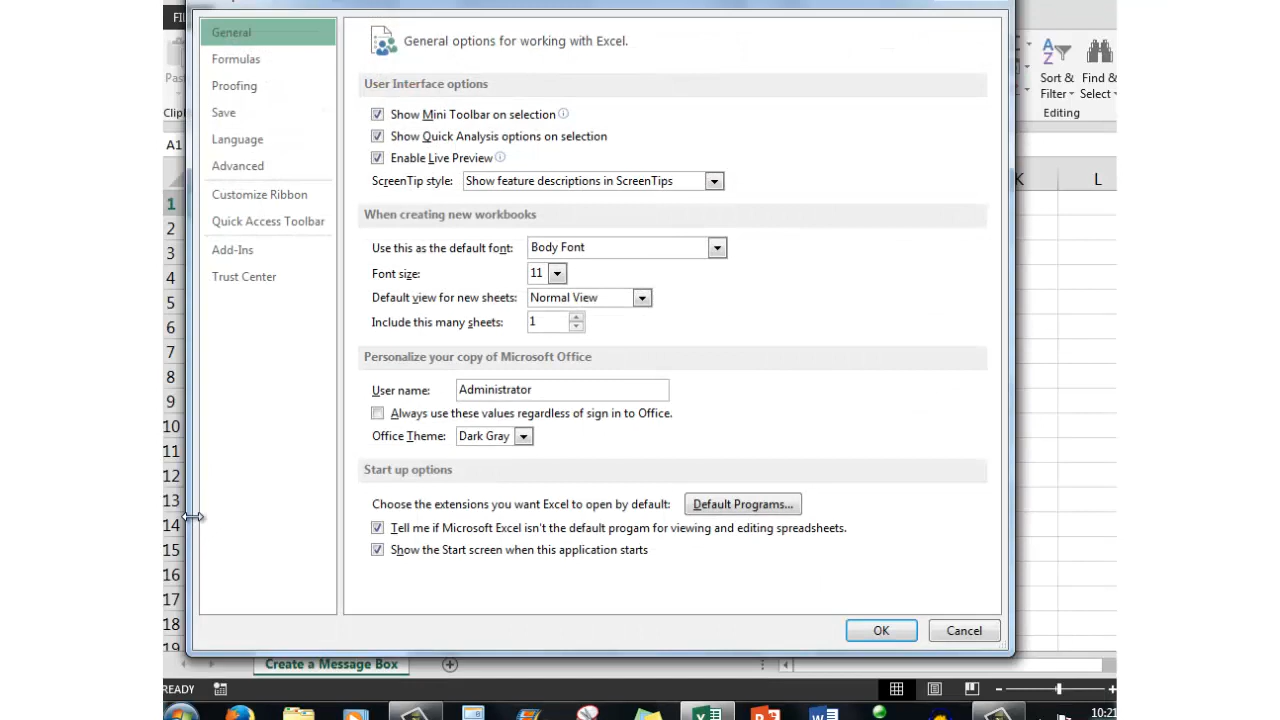 FIL
General
Formulas
Proofing
Save
Language
Advanced
Customize Ribbon
Quick Access Toolbar
Add-Ins
Trust Center
General options for working with Excel.
User Interface options
Show Mini Toolbar on selection
Show Quick Analysis options on selection
Enable Live Preview
ScreenTip style: Show feature descriptions in ScreenTips
When creating new workbooks
Use this as the default font: Body Font
Font size: 11
Default view for new sheets: Normal View
Include this many sheets: 1
Personalize your copy of Microsoft Office
User name: Administrator
Always use these values regardless of sign in to Office.
Office Theme: Dark Gray
Start up options
Choose the extensions you want Excel to open by default: Default Programs...
Tell me if Microsoft Excel isn't the default progam for viewing and editing spreadsheets.
Show the Start screen when this application starts
OK Cancel
Past
Clipb
A1
1
2
3
4
5
6
7
8
9
10
11
12
13
14
15
16
17
18
19
Sort & Find &
Filter Select
Editing
K L
Create a Message Box
READY
10:21